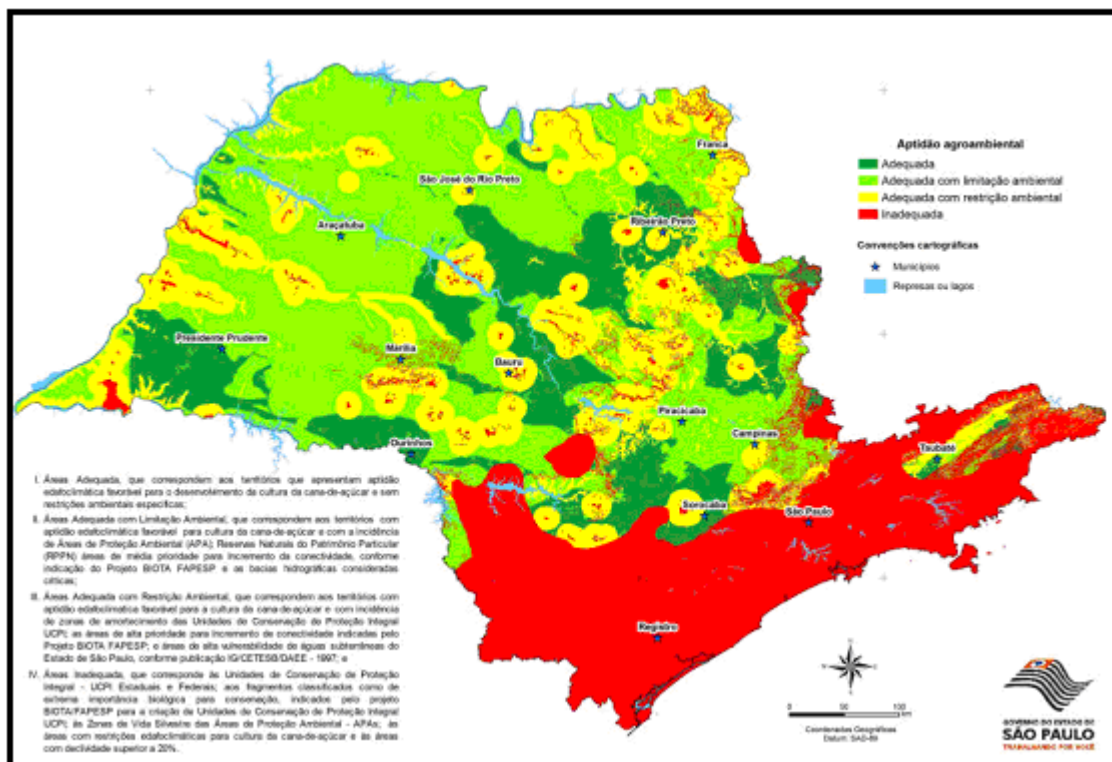 Aptidão agroambiental
Adequada
Adequada com limitação ambiental
Adequada com restrição ambiental
Inadequada
Convenções cartográficas
Municípios
Represas ou lagos
Franca
São José do Rio Preto
Ribeirão Preto
Araçatuba
Presidente Prudente
Marília
Bauru
Piracicaba
Campinas
Ourinhos
Taubaté
Sorocaba
São Paulo
Registro
I. Áreas Adequada, que correspondem aos territórios que apresentam aptidão
edafoclimática favorável para o desenvolvimento da cultura da cana-de-açúcar e sem
restrições ambientais específicas;
II. Áreas Adequada com Limitação Ambiental, que correspondem aos territórios com
aptidão edafoclimática favorável para cultura da cana-de-açúcar e com a incidência
de Áreas de Proteção Ambiental (APA); Reservas Naturais do Patrimônio Particular
(RPPN) áreas de média prioridade para incremento da conectividade, conforme
indicação do Projeto BIOTA FAPESP e as bacias hidrográficas consideradas
críticas;
III. Áreas Adequada com Restrição Ambiental, que correspondem aos territórios com
aptidão edafoclimática favorável para a cultura da cana-de-açúcar e com incidência
de zonas de amortecimento das Unidades de Conservação de Proteção Integral
UCPI; as áreas de alta prioridade para incremento de conectividade indicadas pelo
Projeto BIOTA FAPESP; e áreas de alta vulnerabilidade de águas subterrâneas do
Estado de São Paulo, conforme publicação IG/CETESB/DAEE - 1997; e
IV. Áreas Inadequada, que corresponde às Unidades de Conservação de Proteção
Integral - UCPI Estaduais e Federais; aos fragmentos classificados como de
extrema importância biológica para conservação, indicados pelo projeto
BIOTA/FAPESP para a criação de Unidades de Conservação de Proteção Integral
UCPI; às Zonas de Vida Silvestre das Áreas de Proteção Ambiental - APAs; às
áreas com restrições edafoclimáticas para cultura da cana-de-açúcar e às áreas
com declividade superior a 20%.
0 50 100
km
Coordenadas Geográficas
Datum: SAD-69
GOVERNO DO ESTADO DE
SÃO PAULO
TRABALHANDO POR VOCÊ